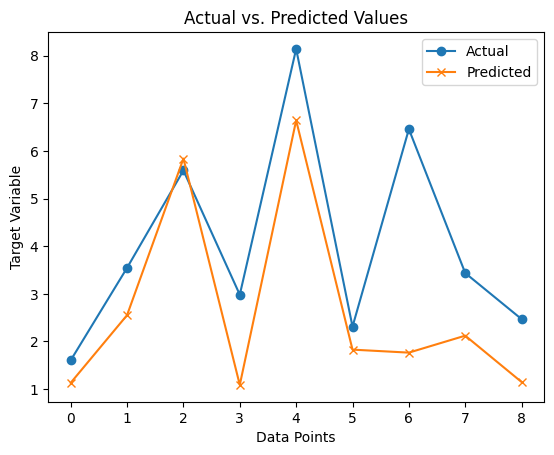 Actual vs. Predicted Values
Actual
Predicted
Target Variable
8
7
6
5
4
3
2
1
0 1 2 3 4 5 6 7 8
Data Points